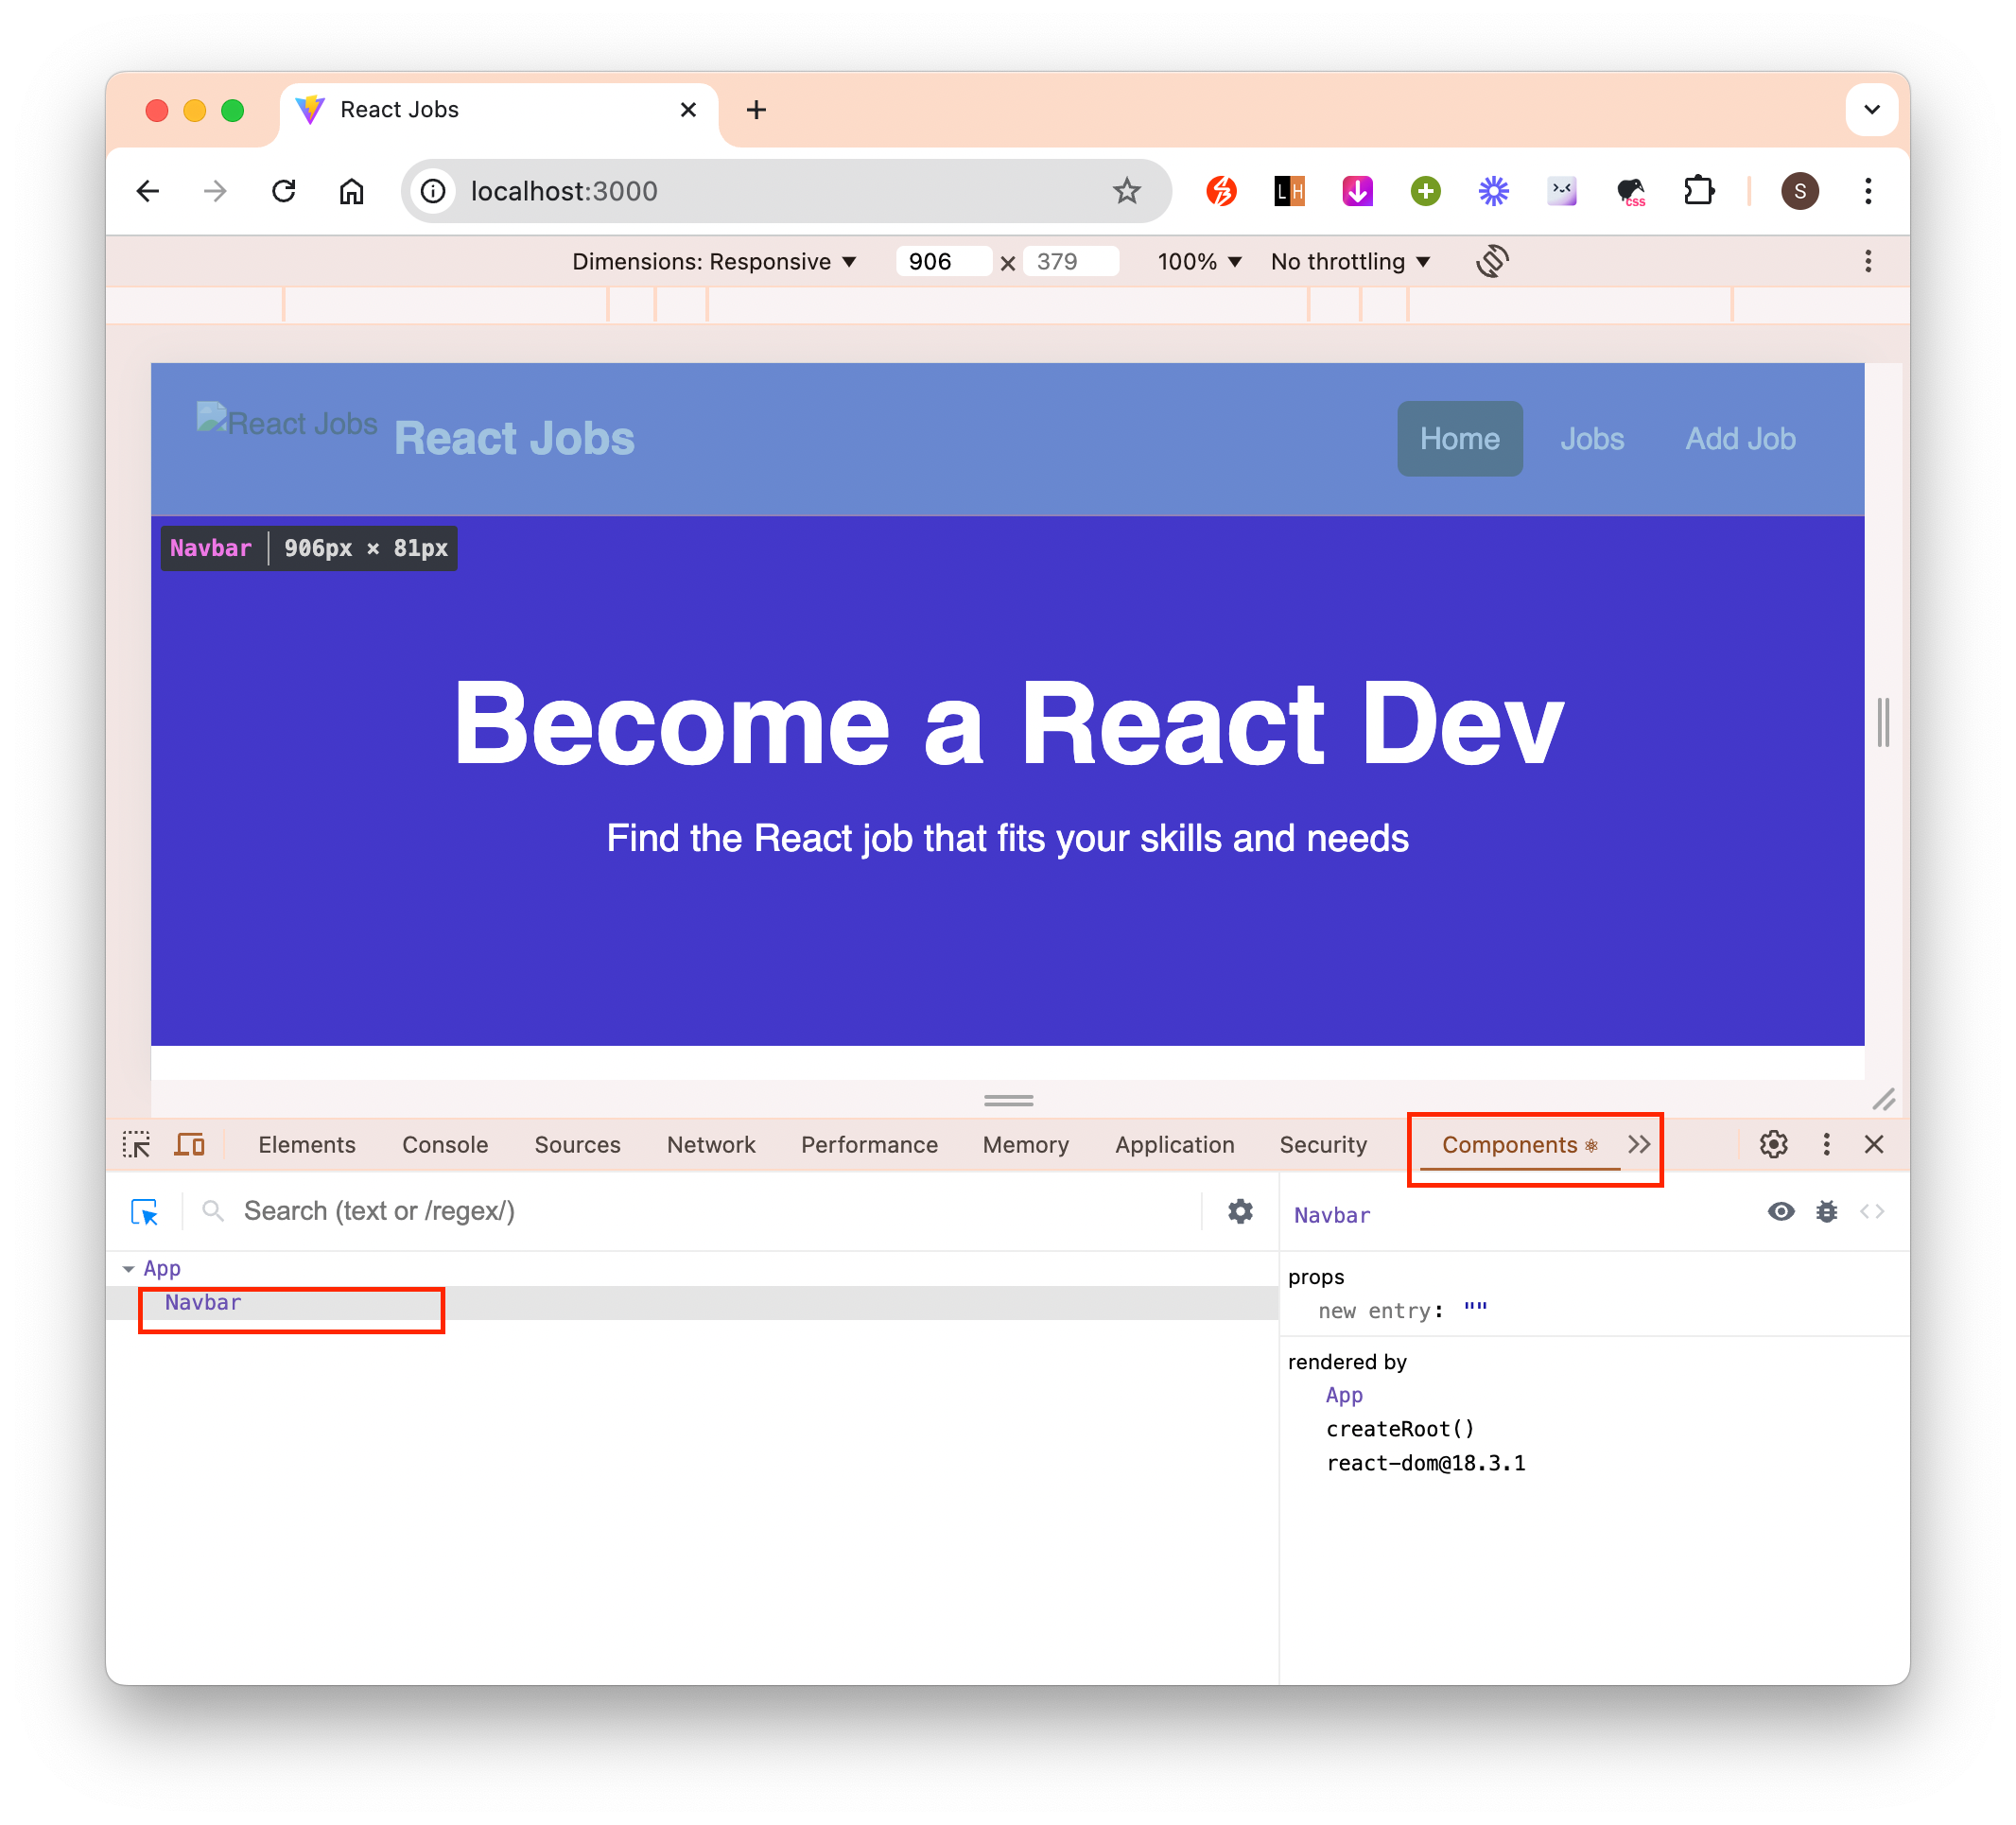 React Jobs
localhost:3000
LH
css
S
Dimensions: Responsive 906 × 379 100% No throttling
React Jobs React Jobs Home Jobs Add Job
Navbar 906px × 81px
Become a React Dev
Find the React job that fits your skills and needs
Elements Console Sources Network Performance Memory Application Security Components
Search (text or /regex/)
Navbar
App
Navbar
props
new entry: ""
rendered by
App
createRoot()
react-dom@18.3.1